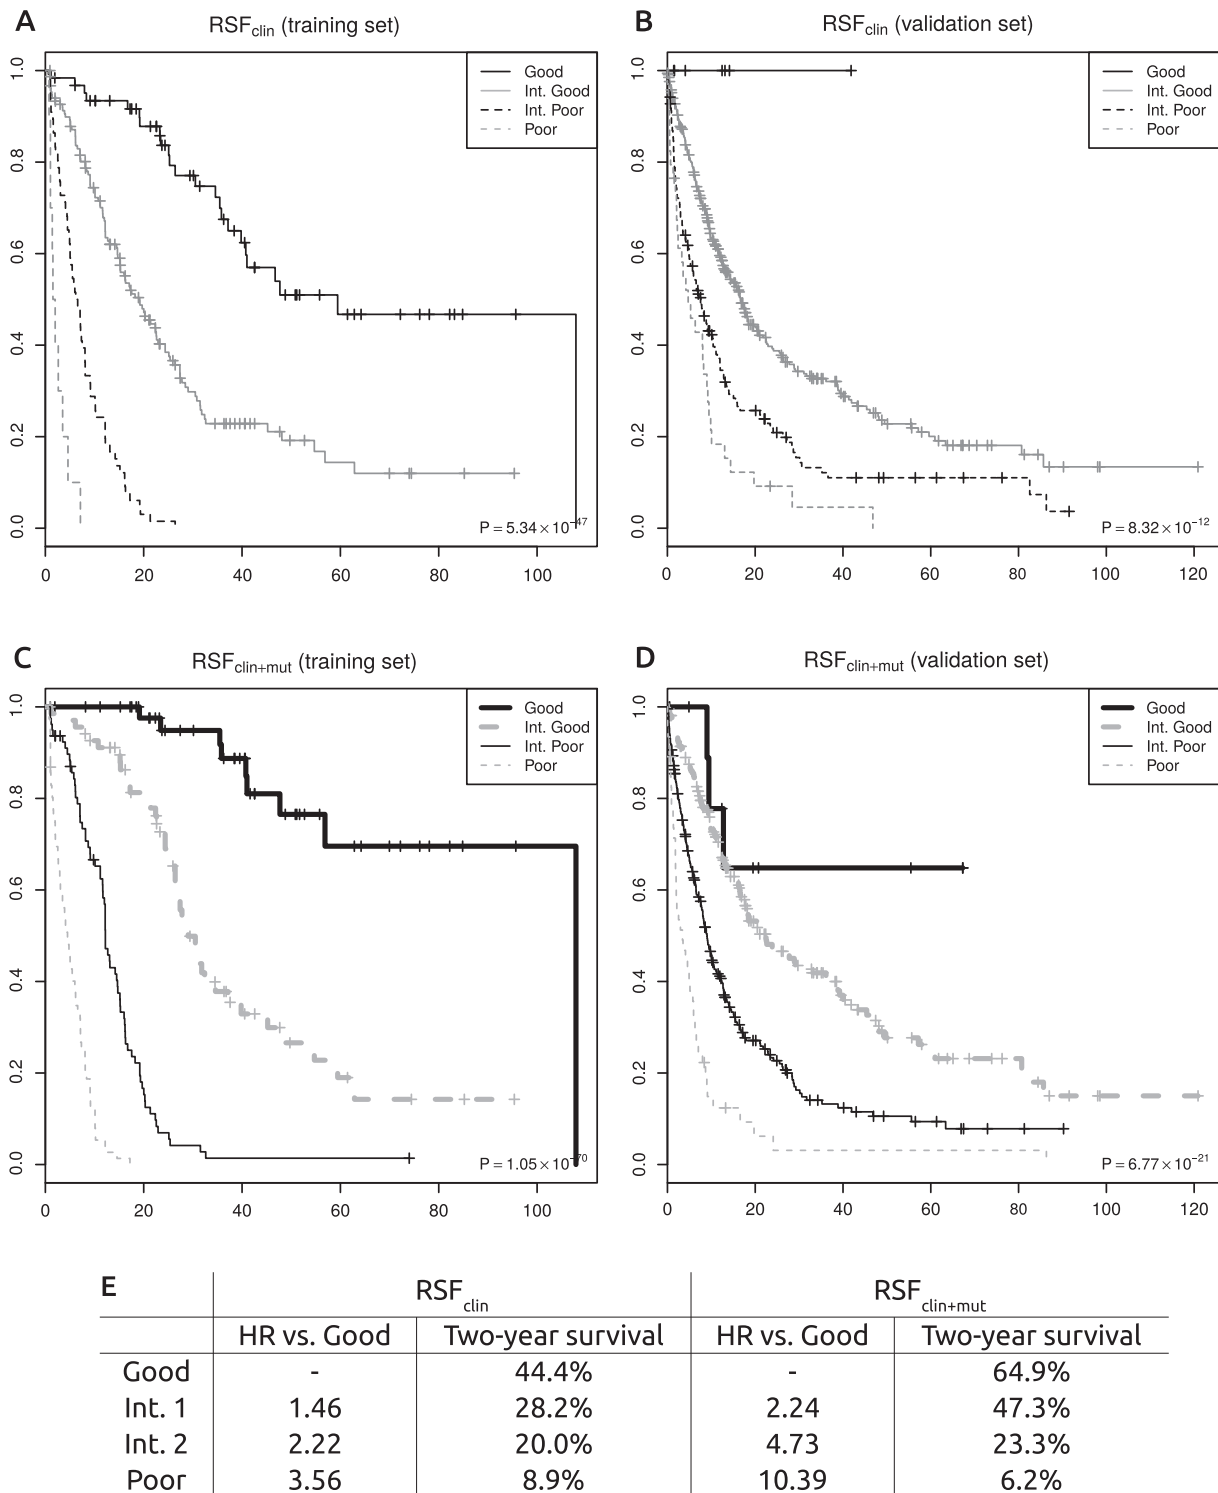 A
RSFclin (training set)
Good
Int. Good
Int. Poor
Poor
1.0
0.8
0.6
0.4
0.2
0.0
P = 5.34 × 10−47
0 20 40 60 80 100
B
RSFclin (validation set)
Good
Int. Good
Int. Poor
Poor
1.0
0.8
0.6
0.4
0.2
0.0
P = 8.32 × 10−12
0 20 40 60 80 100 120
C
RSFclin+mut (training set)
Good
Int. Good
Int. Poor
Poor
1.0
0.8
0.6
0.4
0.2
0.0
P = 1.05 × 10−70
0 20 40 60 80 100
D
RSFclin+mut (validation set)
Good
Int. Good
Int. Poor
Poor
1.0
0.8
0.6
0.4
0.2
0.0
P = 6.77 × 10−21
0 20 40 60 80 100 120
E RSFclin RSFclin+mut
HR vs. Good Two-year survival HR vs. Good Two-year survival
Good - 44.4% - 64.9%
Int. 1 1.46 28.2% 2.24 47.3%
Int. 2 2.22 20.0% 4.73 23.3%
Poor 3.56 8.9% 10.39 6.2%